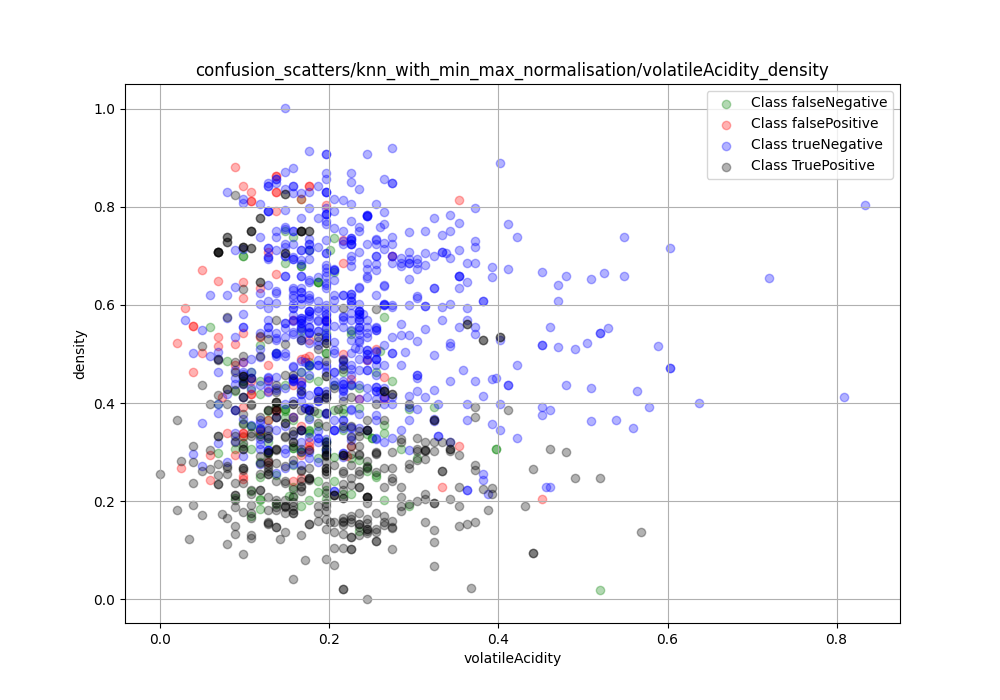 confusion_scatters/knn_with_min_max_normalisation/volatileAcidity_density
Class falseNegative
Class falsePositive
Class trueNegative
Class TruePositive
1.0
0.8
0.6
0.4
0.2
0.0
density
0.0 0.2 0.4 0.6 0.8
volatileAcidity